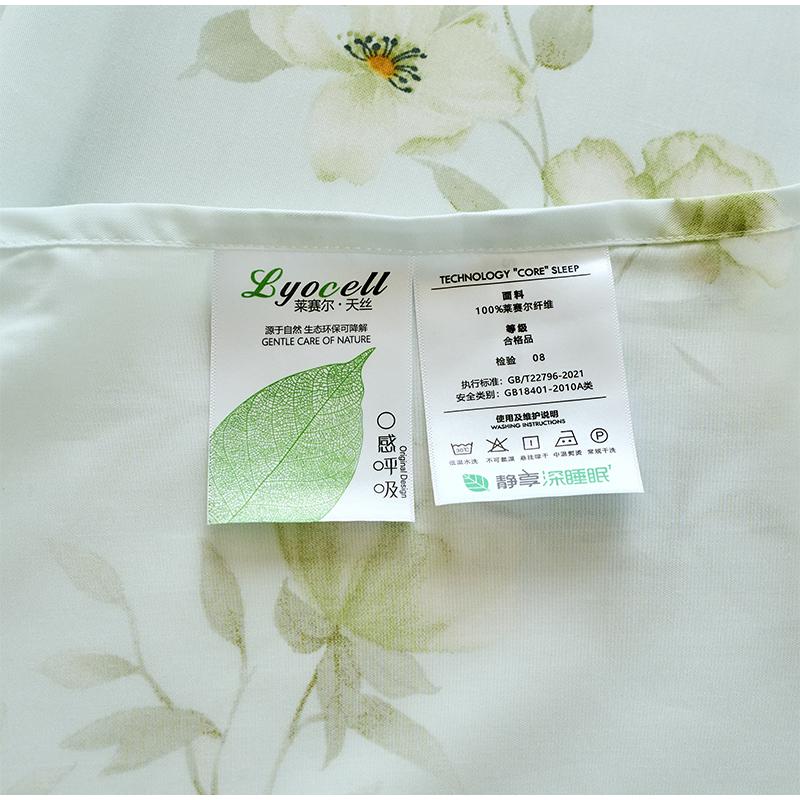 Lyocell
莱赛尔·天丝
源于自然 生态环保可降解
GENTLE CARE OF NATURE
感
呼
吸
Original Design
TECHNOLOGY "CORE" SLEEP
面料
100%莱赛尔纤维
等级
合格品
检验 08
执行标准: GB/T22796-2021
安全类别: GB18401-2010A类
使用及维护说明
WASHING INSTRUCTIONS
30℃ P
低温水洗 不可氯漂 悬挂晾干 中温熨烫 常规干洗
静享深睡眠